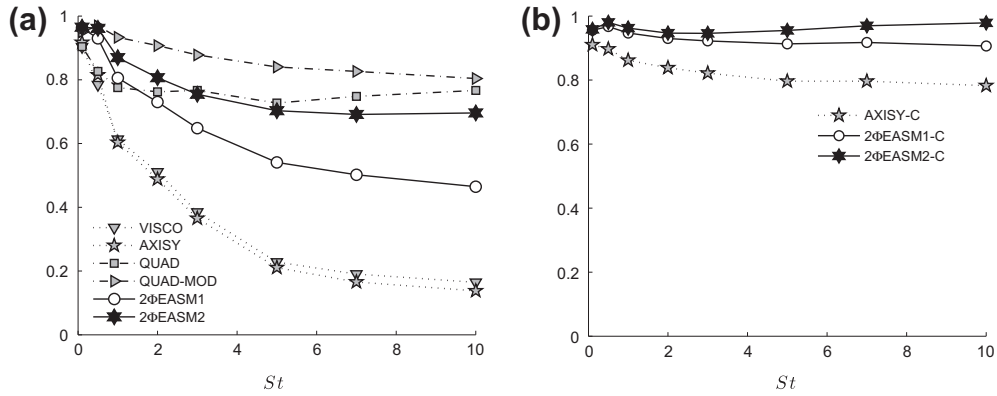 (a)
1
0.8
0.6
0.4
0.2
0
VISCO
AXISY
QUAD
QUAD-MOD
2ΦEASM1
2ΦEASM2
0 2 4 6 8 10
St
(b)
1
0.8
0.6
0.4
0.2
0
AXISY-C
2ΦEASM1-C
2ΦEASM2-C
0 2 4 6 8 10
St